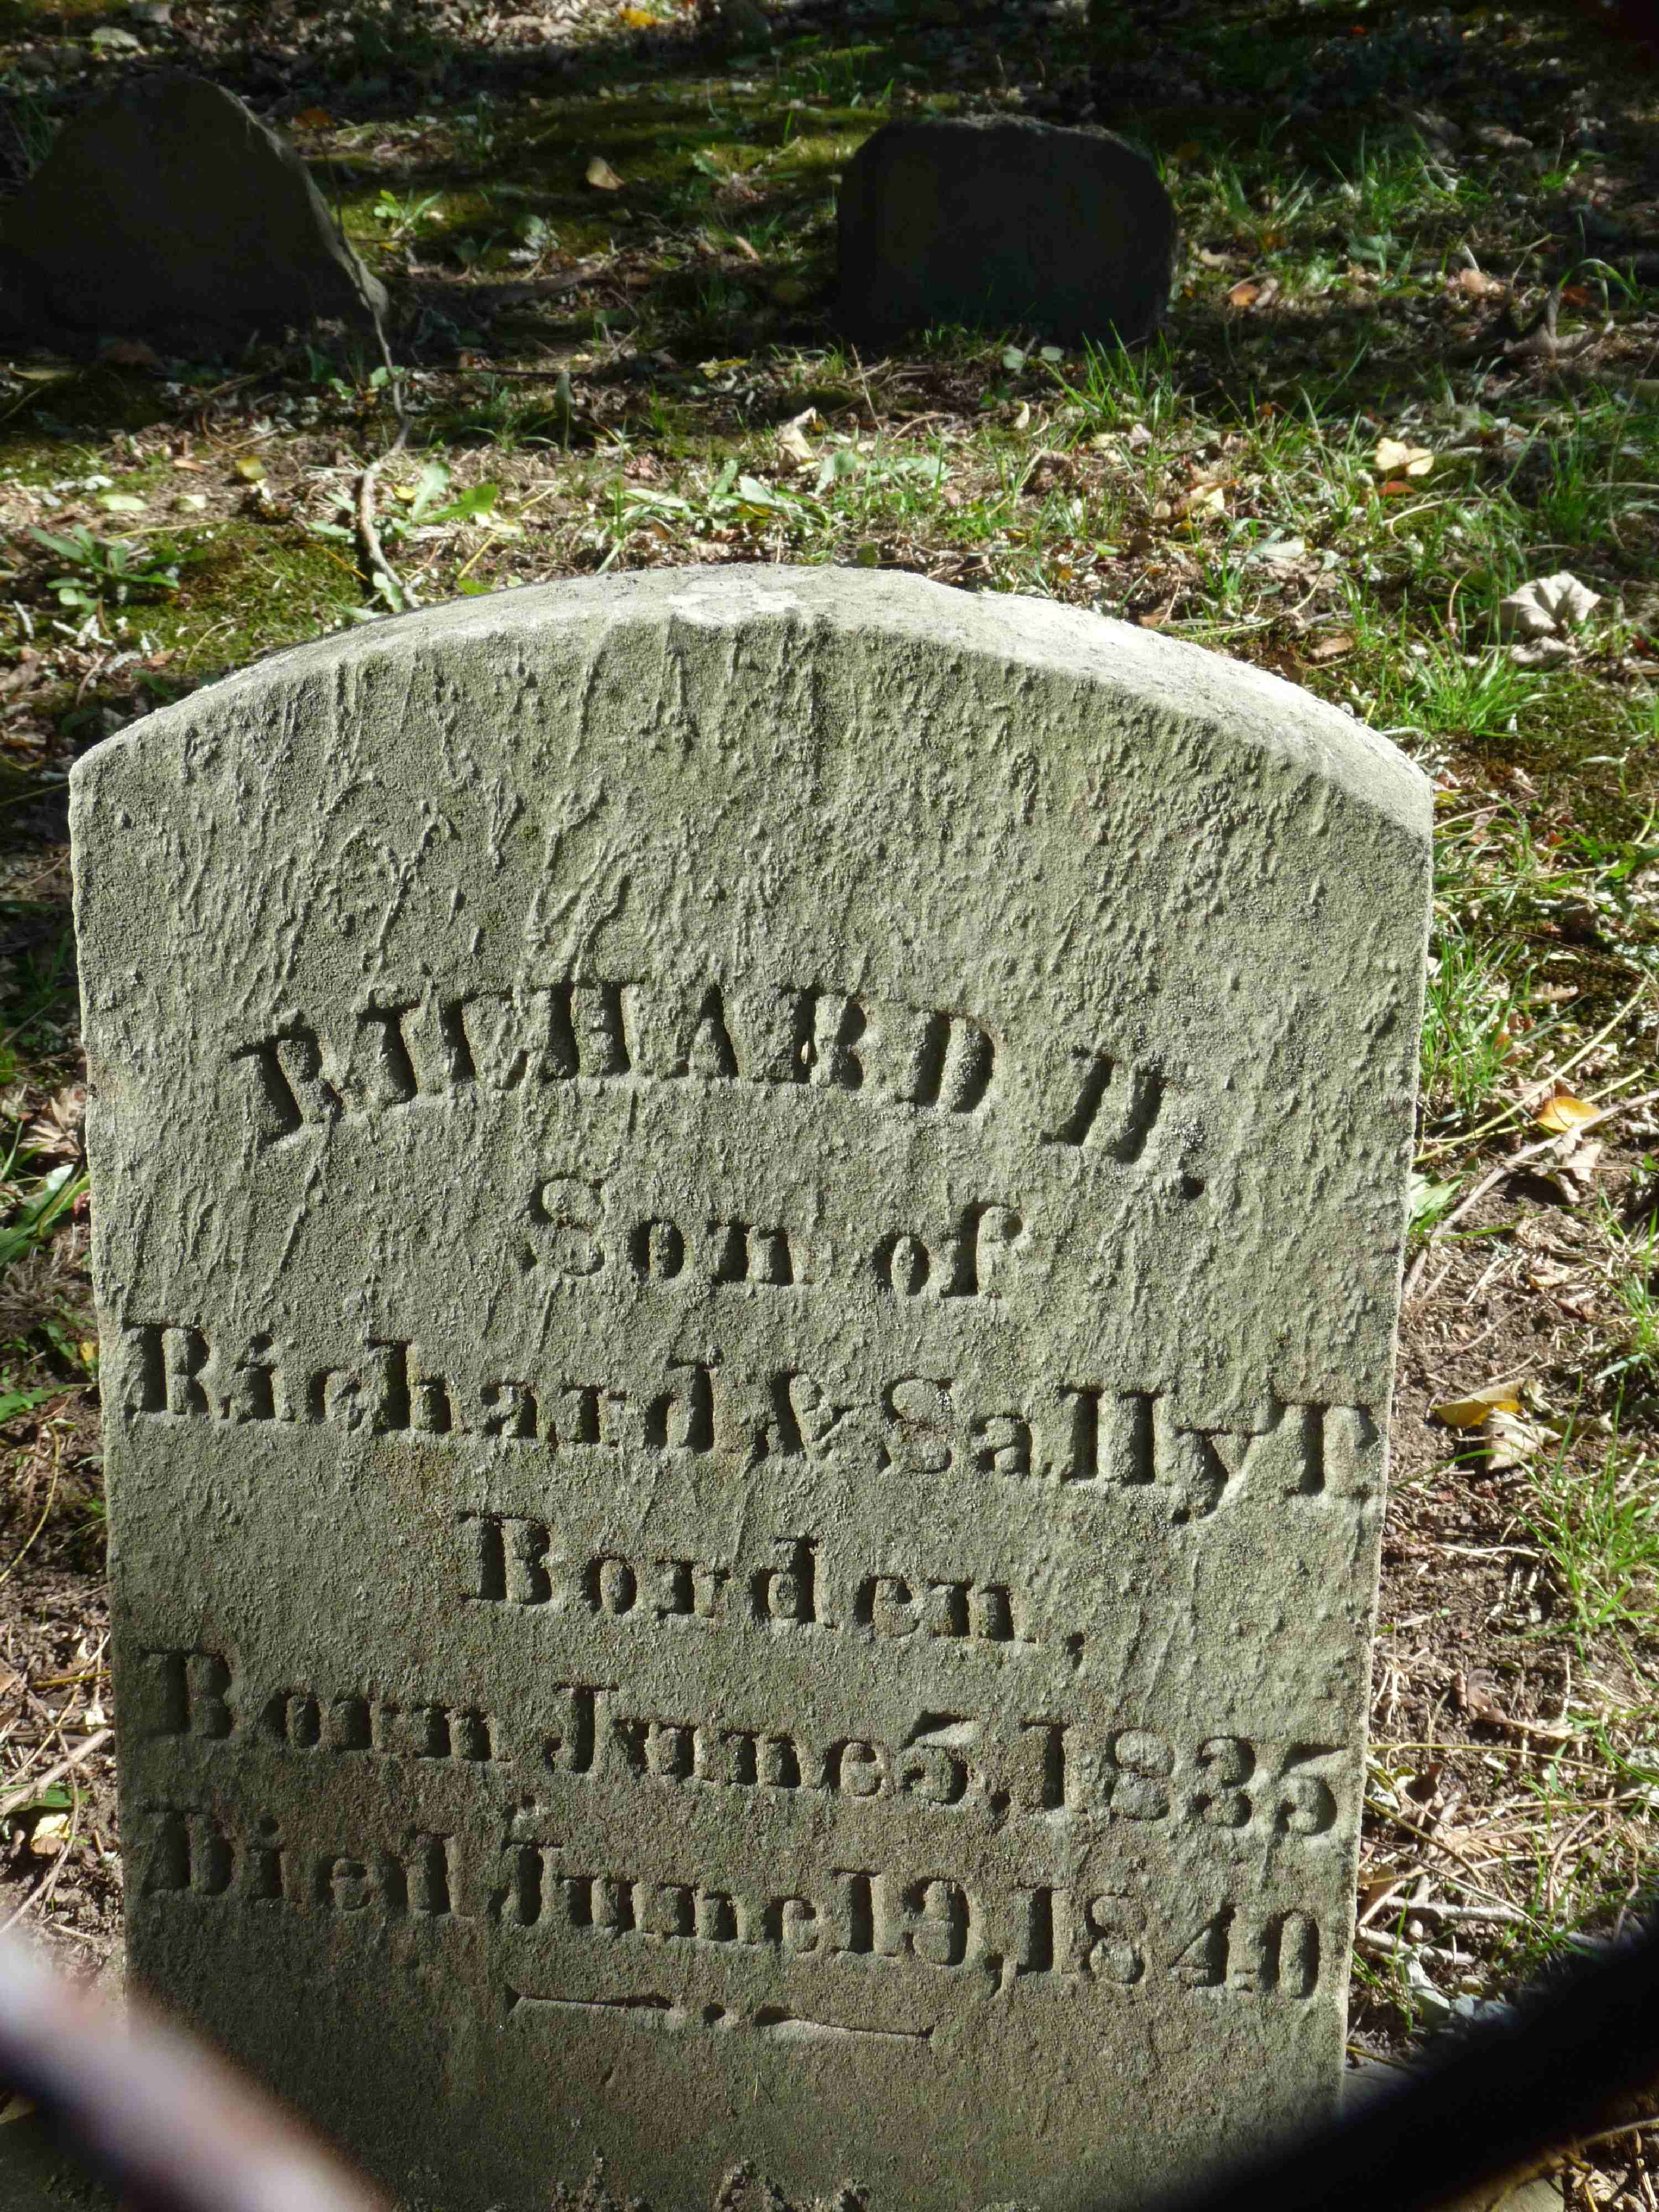 RICHARD H.
Son of
Richard & Sally T.
Borden,
Born June 5, 1835
Died June 19, 1840